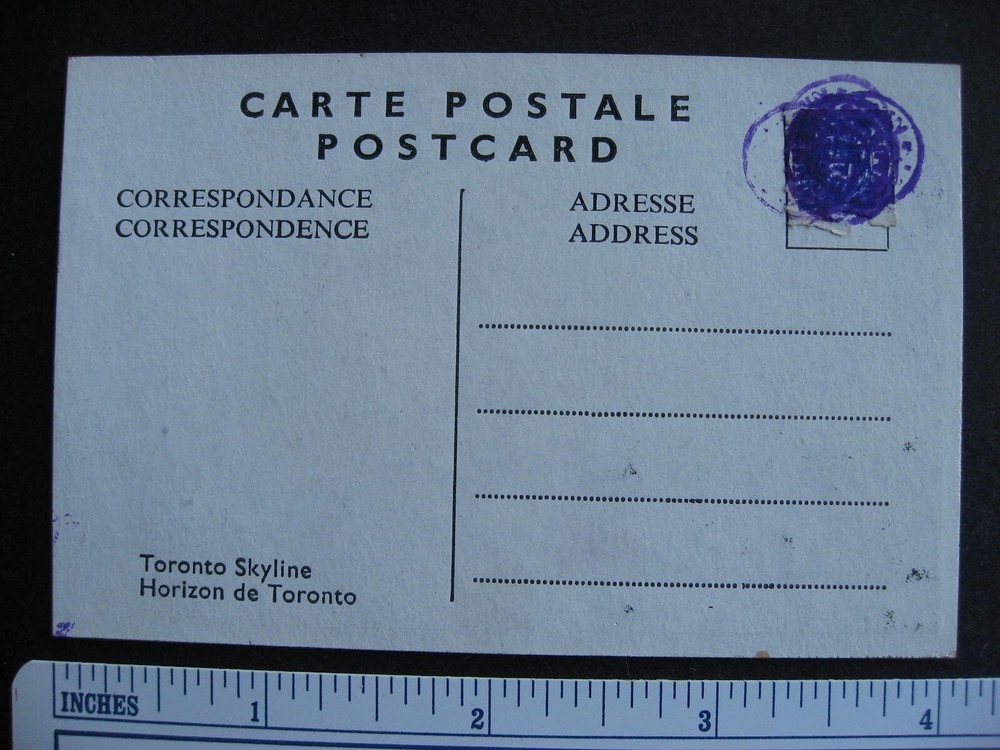 CARTE POSTALE
POSTCARD
CORRESPONDANCE
CORRESPONDENCE
ADRESSE
ADDRESS
Toronto Skyline
Horizon de Toronto
INCHES 1 2 3 4